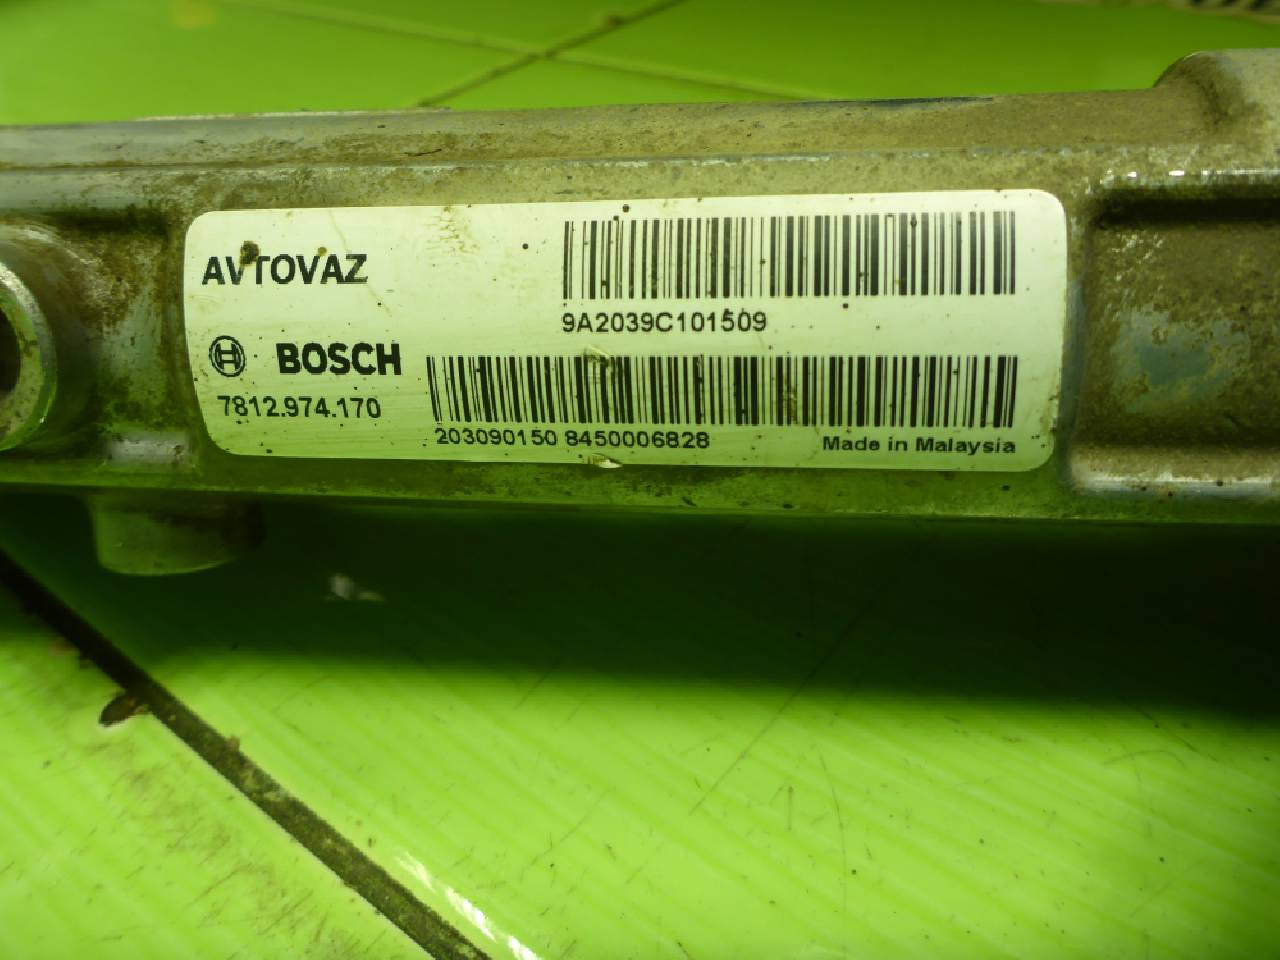 AVTOVAZ
9A2039C101509
BOSCH
7812.974.170
203090150 8450006828
Made in Malaysia